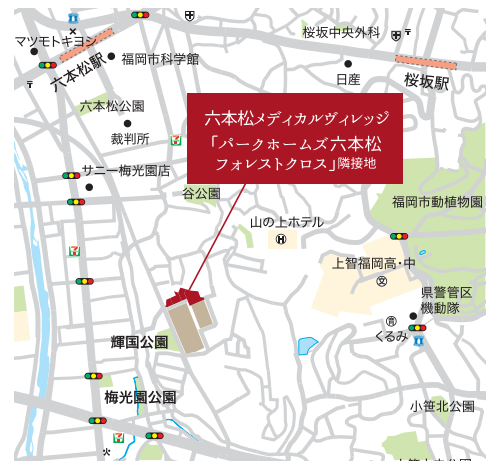 桜坂中央外科
マツモトキヨシ
六本松駅
福岡市科学館
日産
桜坂駅
六本松公園
裁判所
六本松メディカルヴィレッジ
「パークホームズ六本松
フォレストクロス」隣接地
サニー梅光園店
谷公園
福岡市動植物園
山の上ホテル
H
上智福岡高・中
文
県警管区
機動隊
くるみ
輝国公園
梅光園公園
小笹北公園